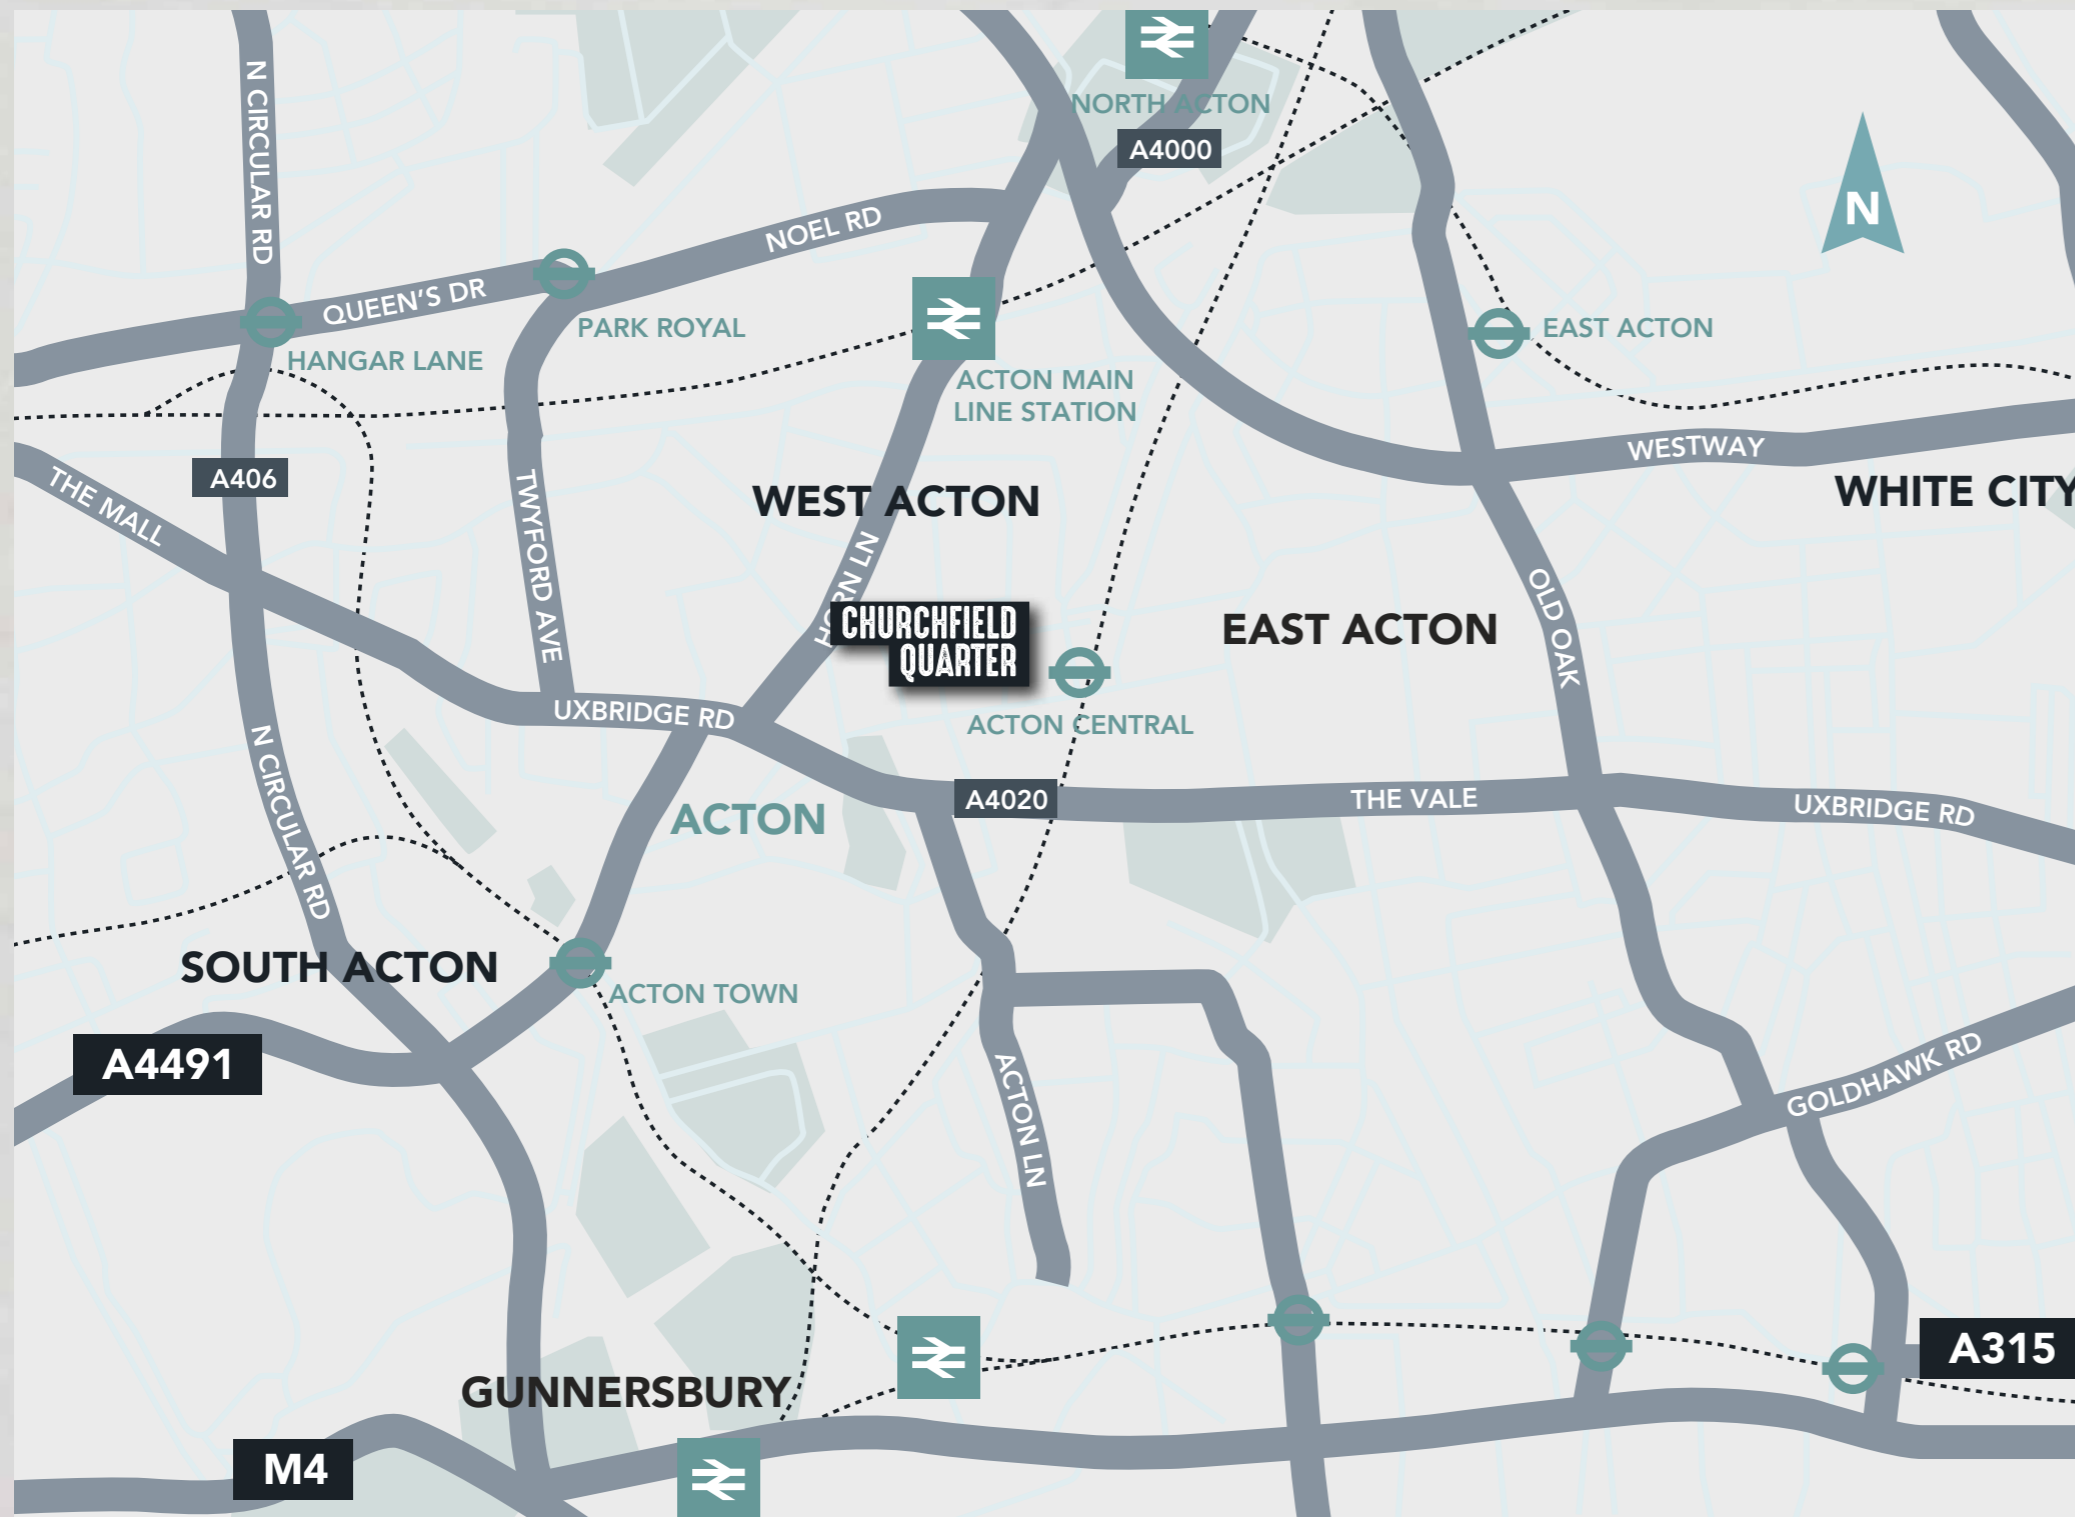 N CIRCULAR RD
NORTH ACTON
A4000
N
NOEL RD
QUEEN'S DR
PARK ROYAL
EAST ACTON
HANGAR LANE
ACTON MAIN
LINE STATION
WESTWAY
A406
THE MALL
TWYFORD AVE
WEST ACTON
WHITE CITY
HORN LN
CHURCHFIELD
QUARTER
EAST ACTON
OLD OAK
UXBRIDGE RD
ACTON CENTRAL
N CIRCULAR RD
ACTON
A4020
THE VALE
UXBRIDGE RD
SOUTH ACTON
ACTON TOWN
A4491
ACTON LN
GOLDHAWK RD
A315
GUNNERSBURY
M4